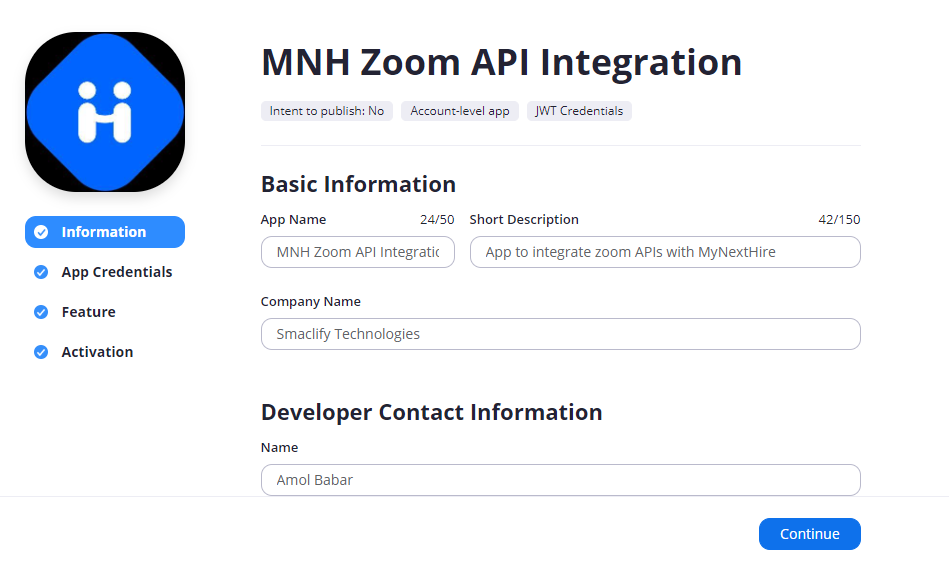 MNH Zoom API Integration
Intent to publish: No Account-level app JWT Credentials
Information
App Credentials
Feature
Activation
Basic Information
App Name 24/50 Short Description 42/150
MNH Zoom API Integratic App to integrate zoom APIs with MyNextHire
Company Name
Smaclify Technologies
Developer Contact Information
Name
Amol Babar
Continue